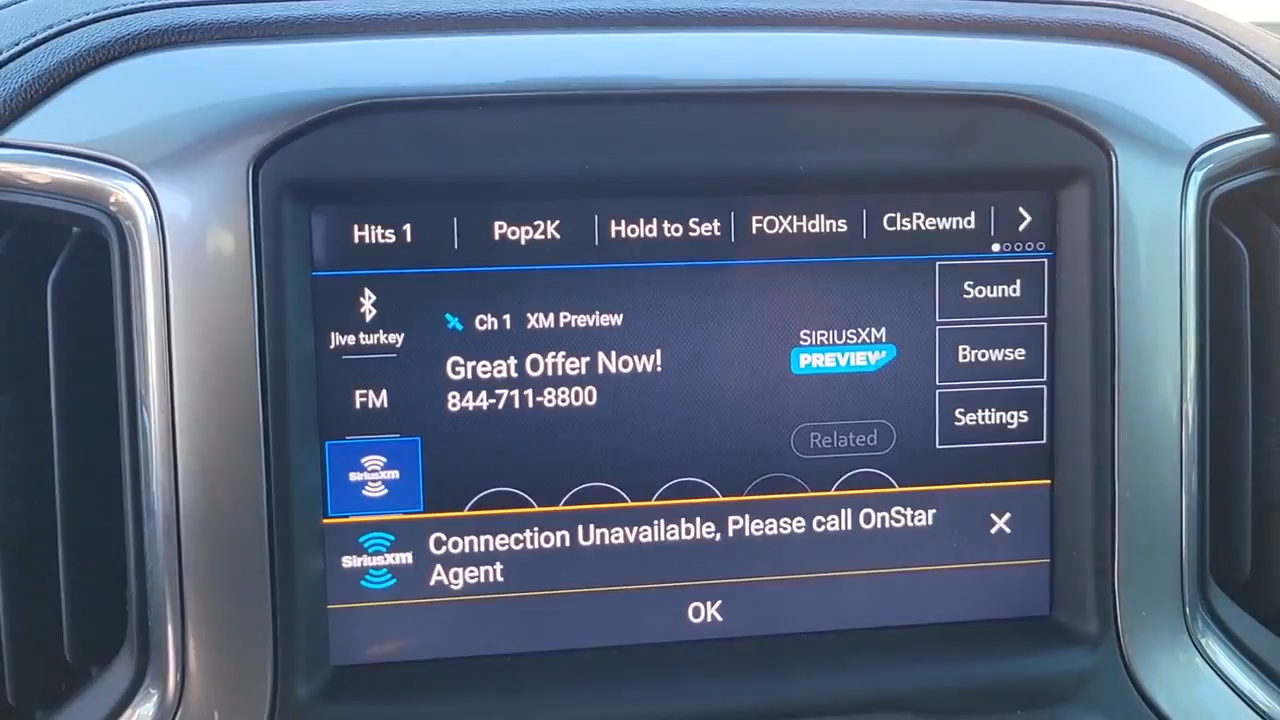 Hits 1 | Pop2K | Hold to Set | FOXHdlns | ClsRewnd
Jive turkey
FM
SiriusXM
Ch 1 XM Preview
Great Offer Now!
844-711-8800
SIRIUSXM
PREVIEW
Related
Sound
Browse
Settings
SiriusXM
Connection Unavailable, Please call OnStar
Agent
OK